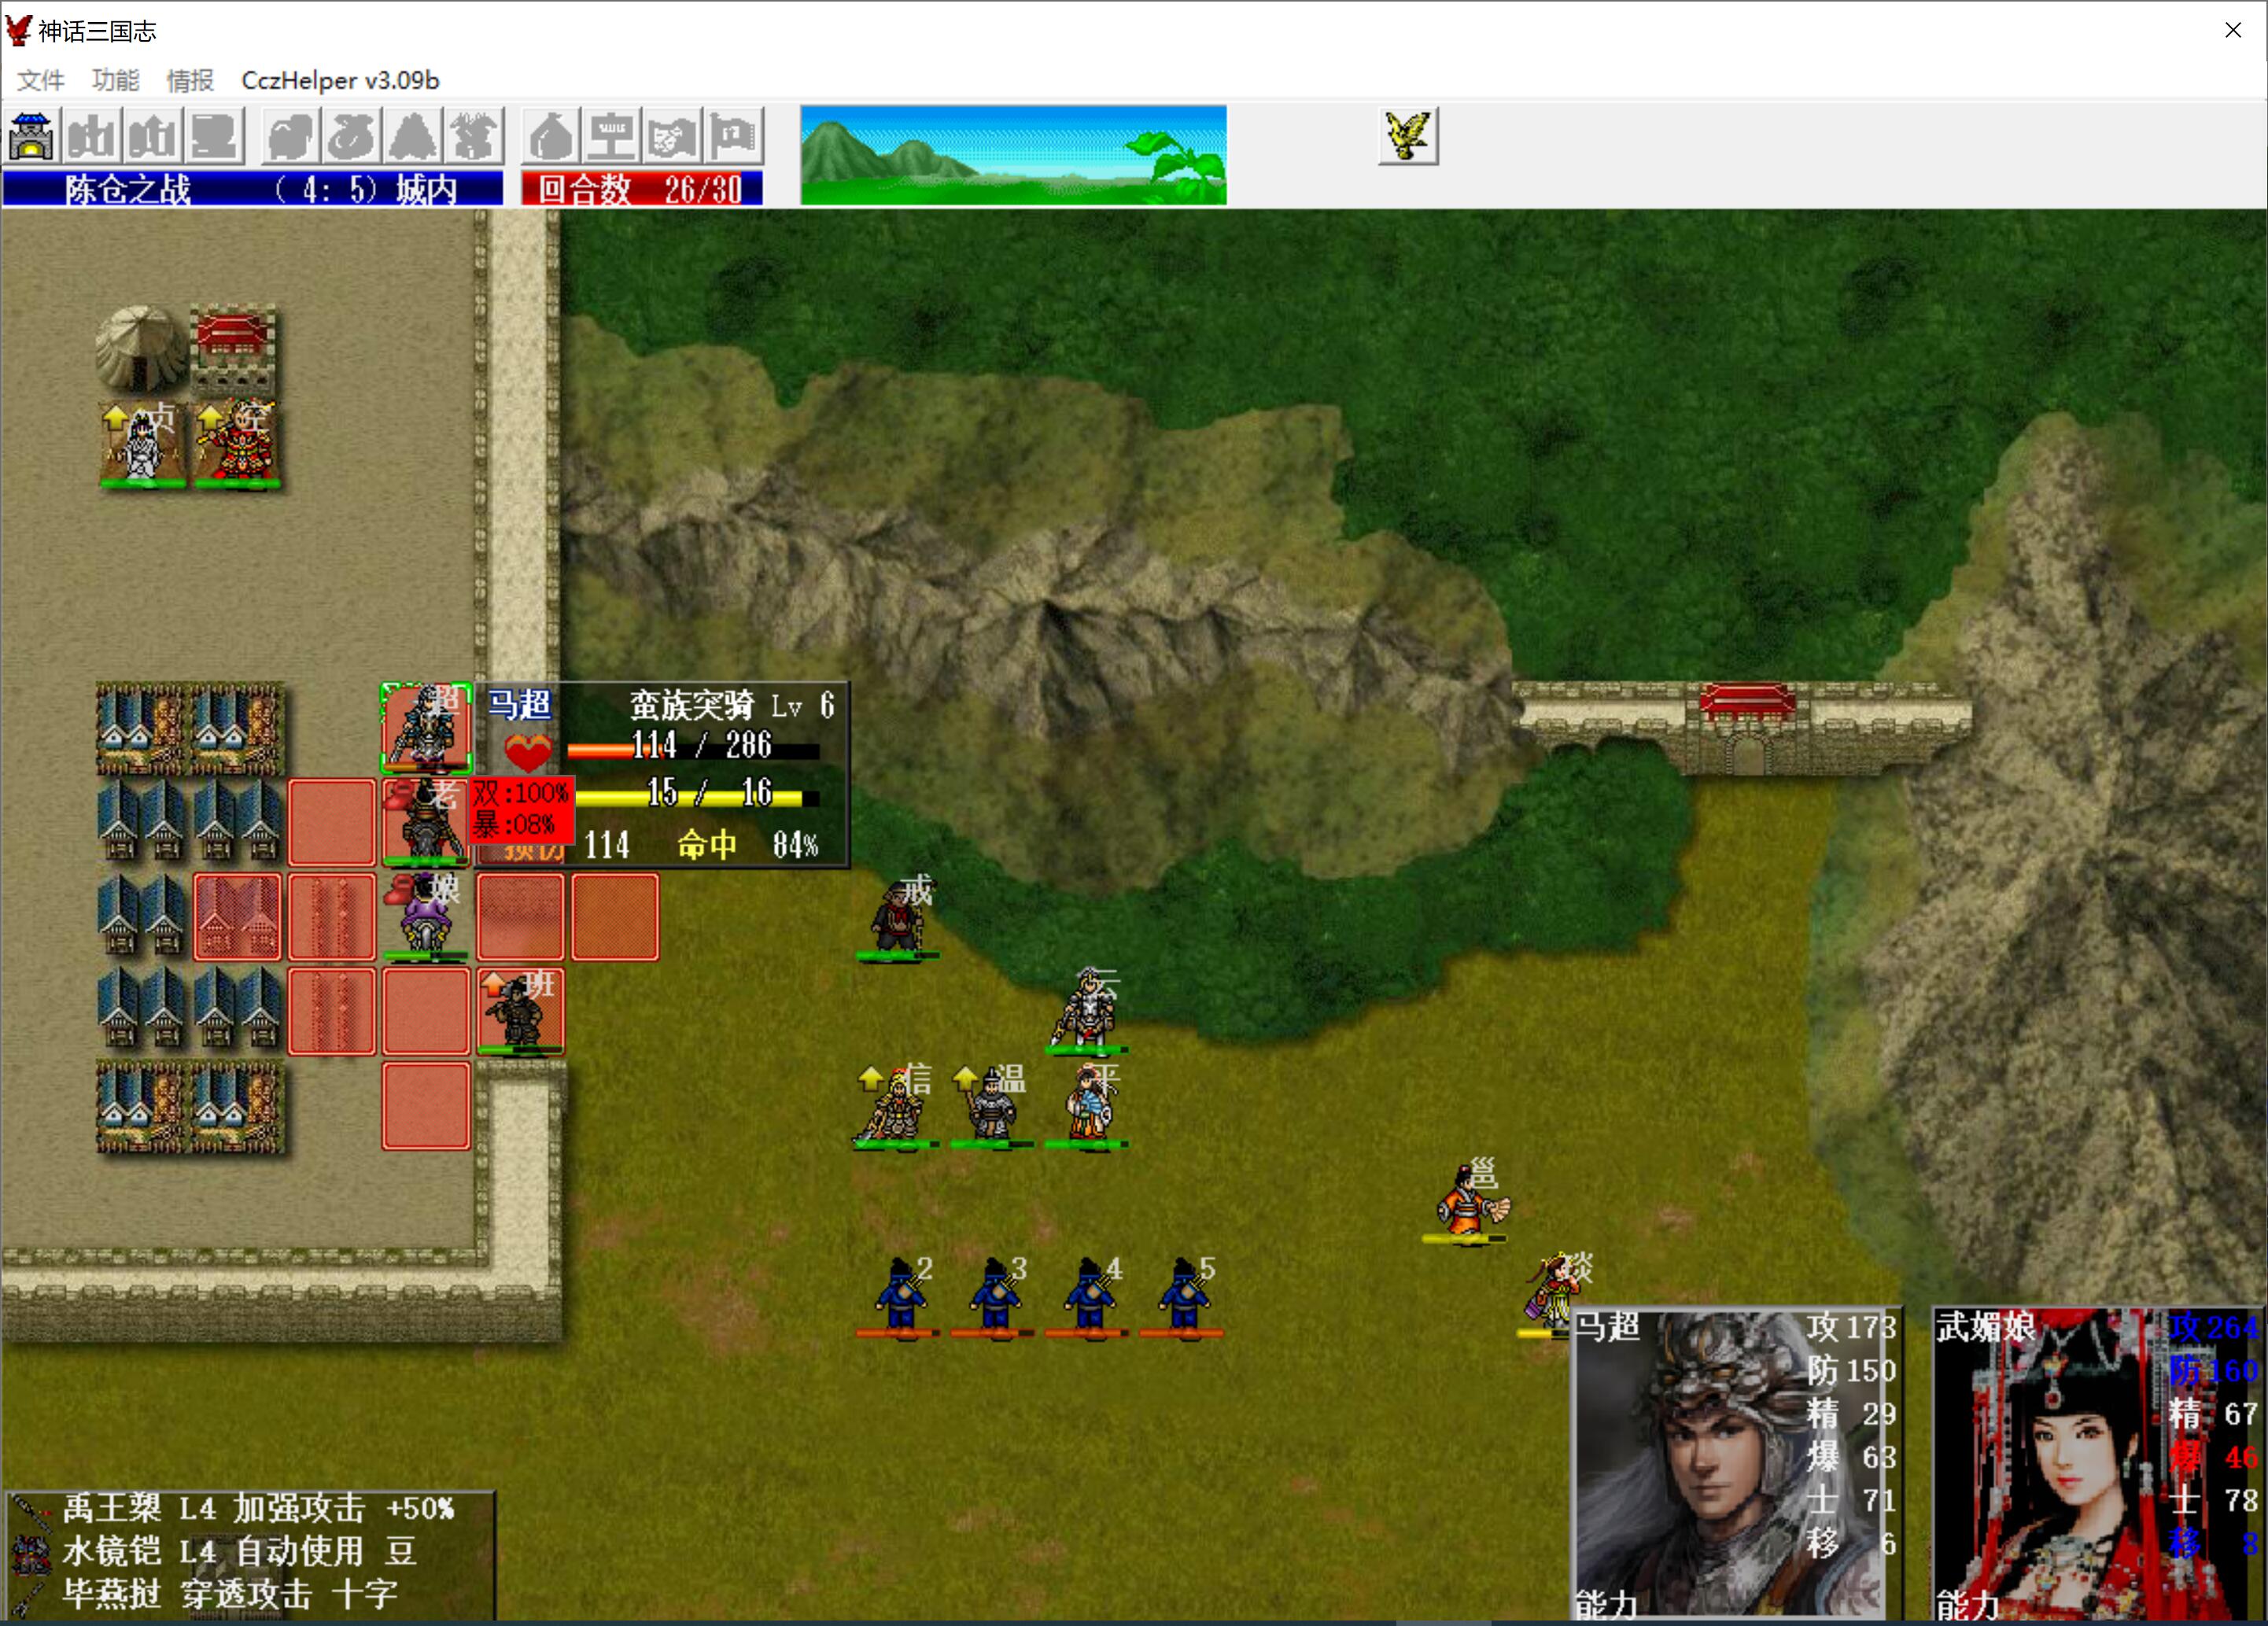 神话三国志
文件 功能 情报 CczHelper v3.09b
陈仓之战 (4: 5) 城内
回合数 26/30
贞
空
超
马超 蛮族突骑 Lv 6
114 / 286
老
双:100%
15 / 16
暴:08%
114 命中 84%
娘
戒
班
云
信
温
平
邕
2
3
4
5
琰
马超
攻 173
防 150
精 29
爆 63
士 71
移 6
能力
武媚娘
攻 264
防 160
精 67
爆 46
士 78
移 8
能力
禹王槊 L4 加强攻击 +50%
水镜铠 L4 自动使用 豆
毕燕挝 穿透攻击 十字